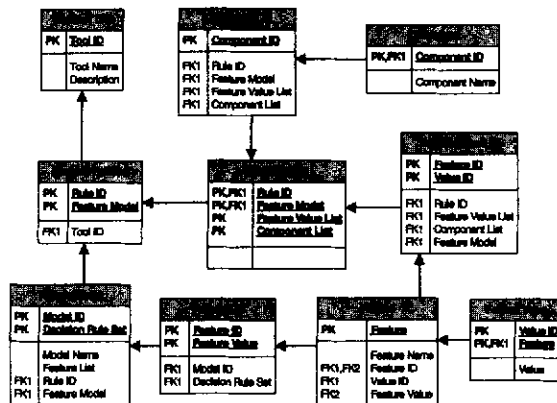 PK Tool ID
Tool Name
Description
PK Component ID
FK1 Rule ID
FK1 Feature Model
FK1 Feature Value List
FK1 Component List
PK,FK1 Component ID
Component Name
PK Rule ID
PK Feature Model
FK1 Tool ID
PK,FK1 Rule ID
PK,FK1 Feature Model
PK Feature Value List
PK Component List
PK Feature ID
PK Value ID
FK1 Rule ID
FK1 Feature Value List
FK1 Component List
FK1 Feature Model
PK Model ID
PK Decision Rule Set
Model Name
Feature List
FK1 Rule ID
FK1 Feature Model
PK Feature ID
PK Feature Value
FK1 Model ID
FK1 Decision Rule Set
PK Feature
Feature Name
FK1,FK2 Feature ID
FK1 Value ID
FK2 Feature Value
PK Value ID
PK,FK1 Feature
Value